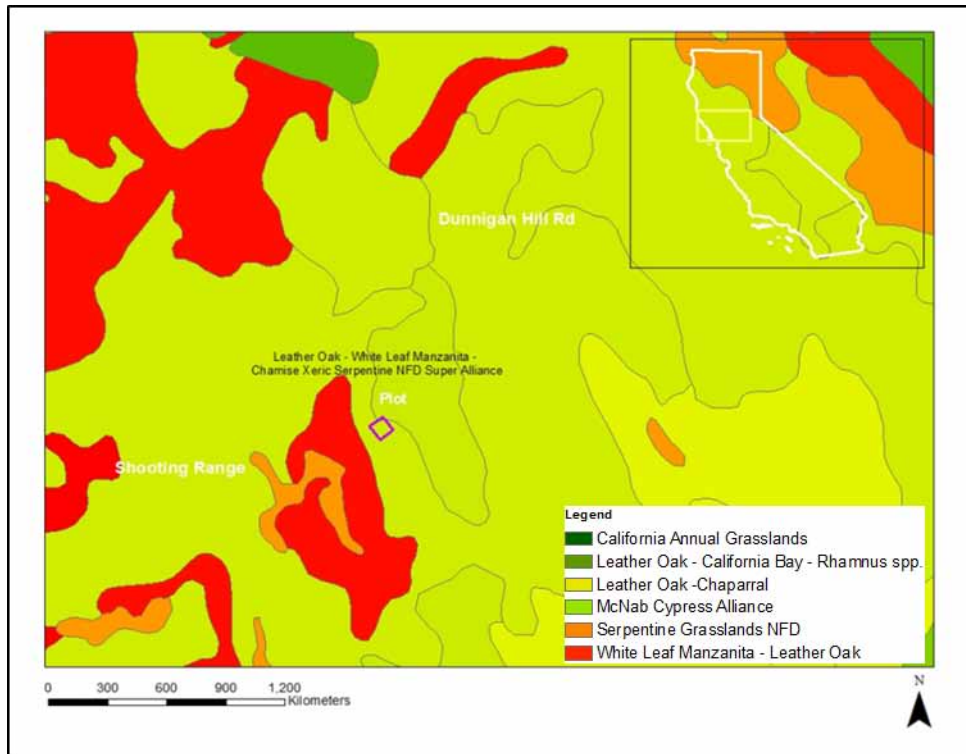 Dunnigan Hill Rd
Leather Oak - White Leaf Manzanita -
Chamise Xeric Serpentine NFD Super Alliance
Plot
Shooting Range
Legend
California Annual Grasslands
Leather Oak - California Bay - Rhamnus spp.
Leather Oak -Chaparral
McNab Cypress Alliance
Serpentine Grasslands NFD
White Leaf Manzanita - Leather Oak
0 300 600 900 1,200
Kilometers
N